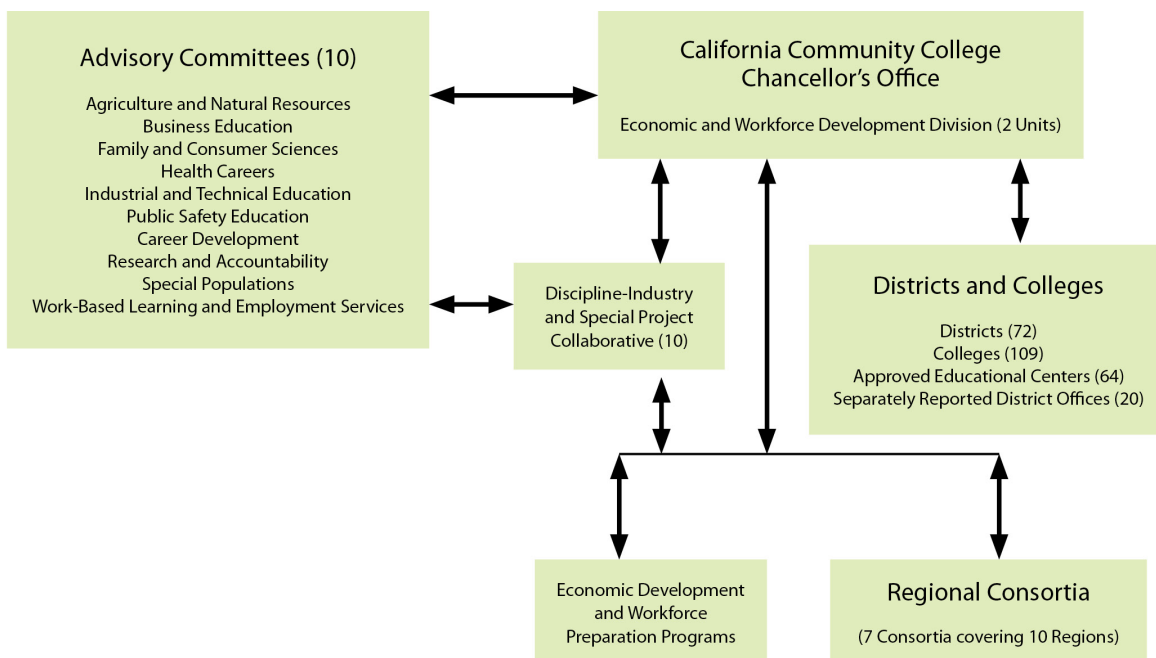 Advisory Committees (10)
Agriculture and Natural Resources
Business Education
Family and Consumer Sciences
Health Careers
Industrial and Technical Education
Public Safety Education
Career Development
Research and Accountability
Special Populations
Work-Based Learning and Employment Services
California Community College
Chancellor’s Office
Economic and Workforce Development Division (2 Units)
Discipline-Industry
and Special Project
Collaborative (10)
Districts and Colleges
Districts (72)
Colleges (109)
Approved Educational Centers (64)
Separately Reported District Offices (20)
Economic Development
and Workforce
Preparation Programs
Regional Consortia
(7 Consortia covering 10 Regions)